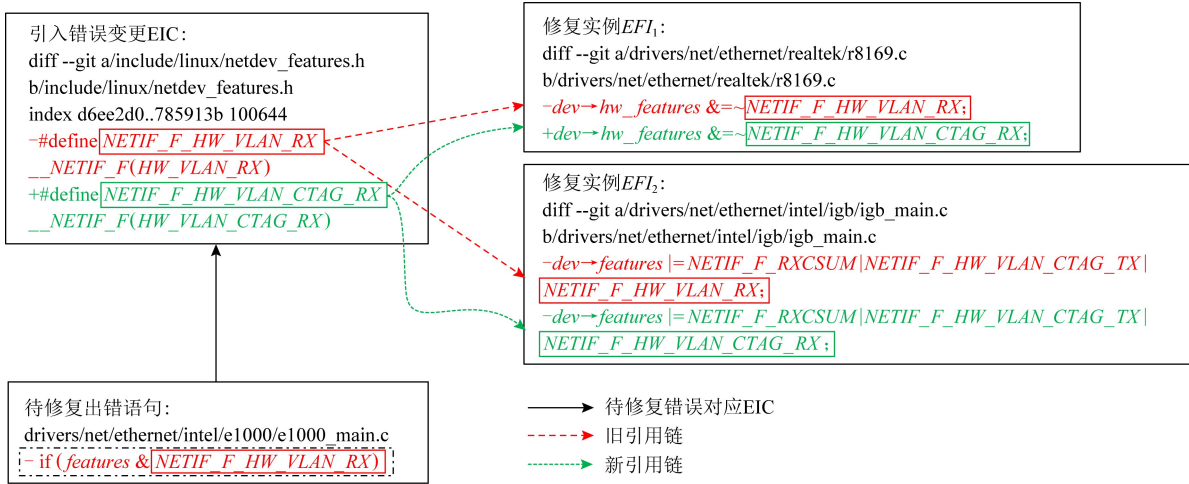 引入错误变更EIC：
diff --git a/include/linux/netdev_features.h
b/include/linux/netdev_features.h
index d6ee2d0..785913b 100644
−#define NETIF_F_HW_VLAN_RX
__NETIF_F(HW_VLAN_RX)
+#define NETIF_F_HW_VLAN_CTAG_RX
__NETIF_F(HW_VLAN_CTAG_RX)
修复实例EFI₁：
diff --git a/drivers/net/ethernet/realtek/r8169.c
b/drivers/net/ethernet/realtek/r8169.c
−dev→hw_features &=~NETIF_F_HW_VLAN_RX;
+dev→hw_features &=~NETIF_F_HW_VLAN_CTAG_RX;
修复实例EFI₂：
diff --git a/drivers/net/ethernet/intel/igb/igb_main.c
b/drivers/net/ethernet/intel/igb/igb_main.c
−dev→features |=NETIF_F_RXCSUM|NETIF_F_HW_VLAN_CTAG_TX|
NETIF_F_HW_VLAN_RX;
−dev→features |=NETIF_F_RXCSUM|NETIF_F_HW_VLAN_CTAG_TX|
NETIF_F_HW_VLAN_CTAG_RX;
待修复出错语句：
drivers/net/ethernet/intel/e1000/e1000_main.c
− if (features & NETIF_F_HW_VLAN_RX)
待修复错误对应EIC
旧引用链
新引用链